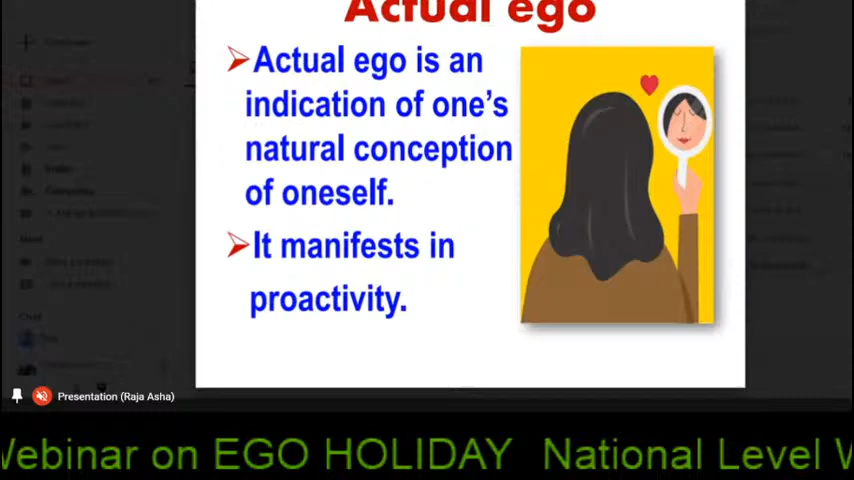 Actual ego
Actual ego is an
indication of one's
natural conception
of oneself.
It manifests in
proactivity.
Presentation (Raja Asha)
Webinar on EGO HOLIDAY National Level W